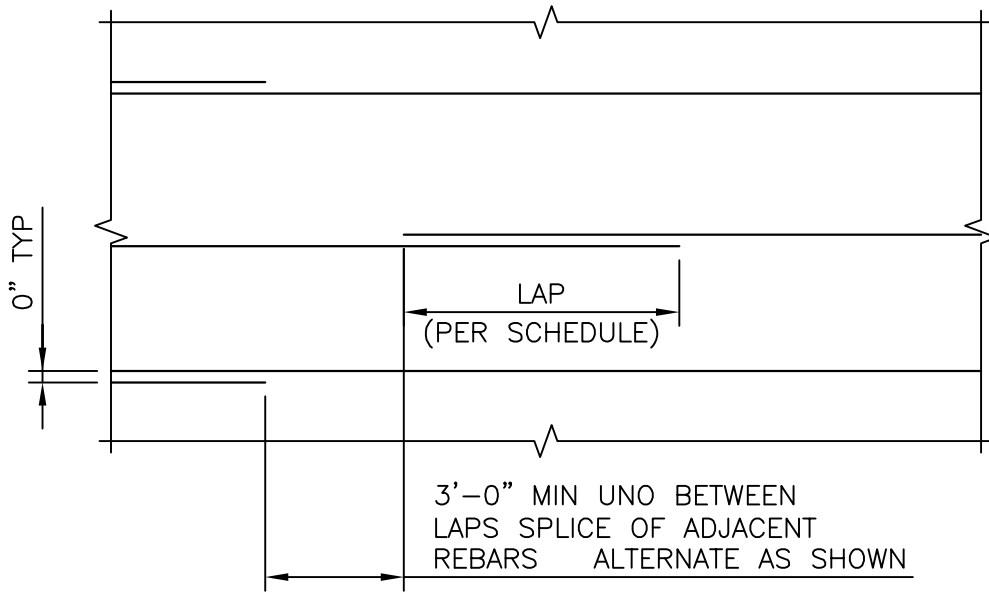 0” TYP
LAP
(PER SCHEDULE)
3’-0” MIN UNO BETWEEN
LAPS SPLICE OF ADJACENT
REBARS ALTERNATE AS SHOWN